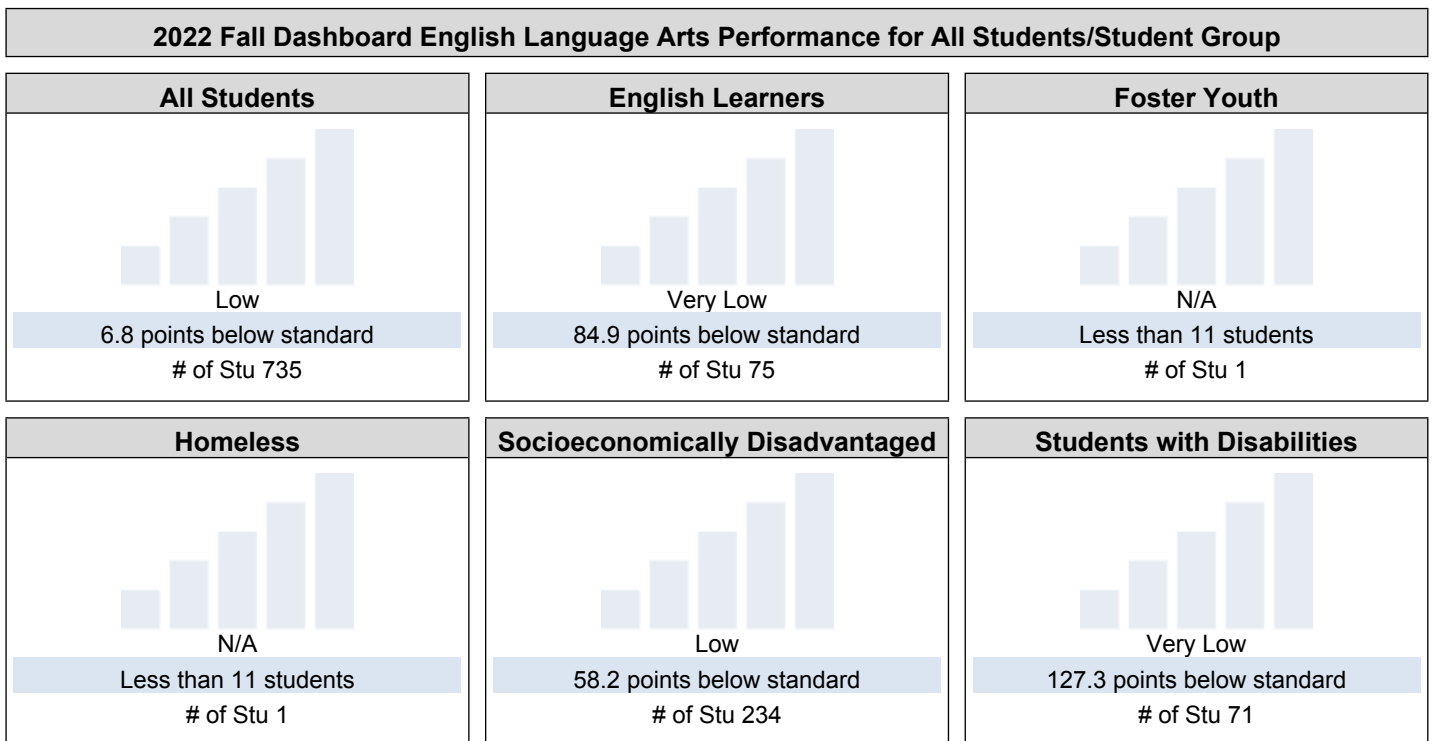 2022 Fall Dashboard English Language Arts Performance for All Students/Student Group
All Students
Low
6.8 points below standard
# of Stu 735
English Learners
Very Low
84.9 points below standard
# of Stu 75
Foster Youth
N/A
Less than 11 students
# of Stu 1
Homeless
N/A
Less than 11 students
# of Stu 1
Socioeconomically Disadvantaged
Low
58.2 points below standard
# of Stu 234
Students with Disabilities
Very Low
127.3 points below standard
# of Stu 71